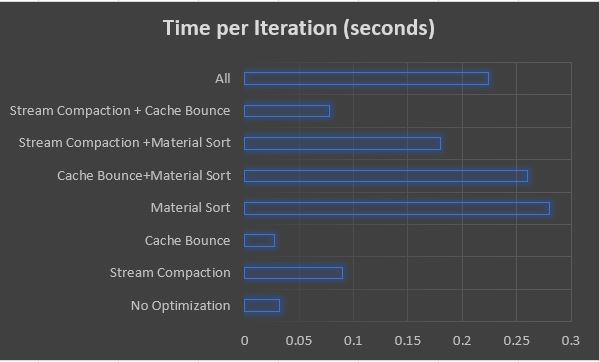 Time per Iteration (seconds)
All
Stream Compaction + Cache Bounce
Stream Compaction +Material Sort
Cache Bounce+Material Sort
Material Sort
Cache Bounce
Stream Compaction
No Optimization
0 0.05 0.1 0.15 0.2 0.25 0.3